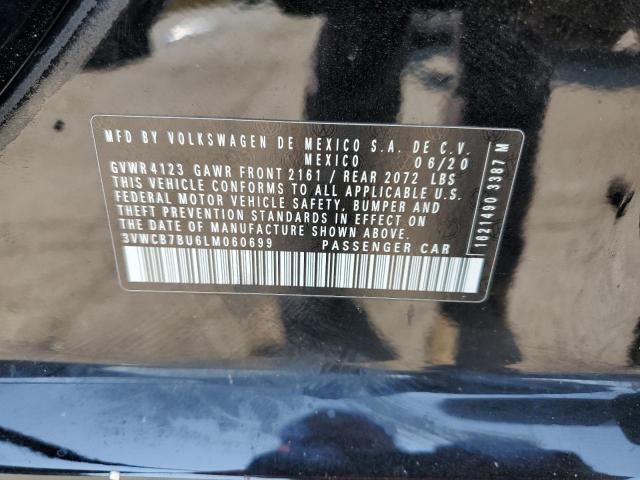 MFD BY VOLKSWAGEN DE MEXICO S.A. DE C.V.
MEXICO 06/20
GVWR 4123 GAWR FRONT 2161 / REAR 2072 LBS
THIS VEHICLE CONFORMS TO ALL APPLICABLE U.S.
FEDERAL MOTOR VEHICLE SAFETY, BUMPER AND
THEFT PREVENTION STANDARDS IN EFFECT ON
THE DATE OF MANUFACTURE SHOWN ABOVE.
3VWCB7BU6LM060699 PASSENGER CAR
1621490 3387 M